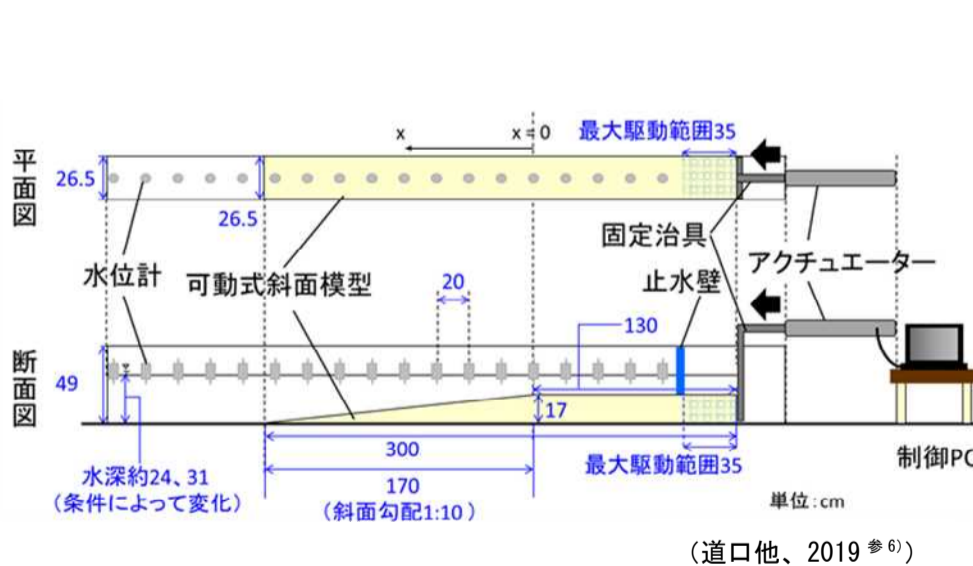 x
x = 0
最大駆動範囲35
平面図
26.5
26.5
固定治具
アクチュエーター
水位計
可動式斜面模型
20
止水壁
130
断面図
49
17
300
水深約24、31
(条件によって変化)
170
(斜面勾配1:10)
最大駆動範囲35
制御PC
単位:cm
(道口他、2019 参6))